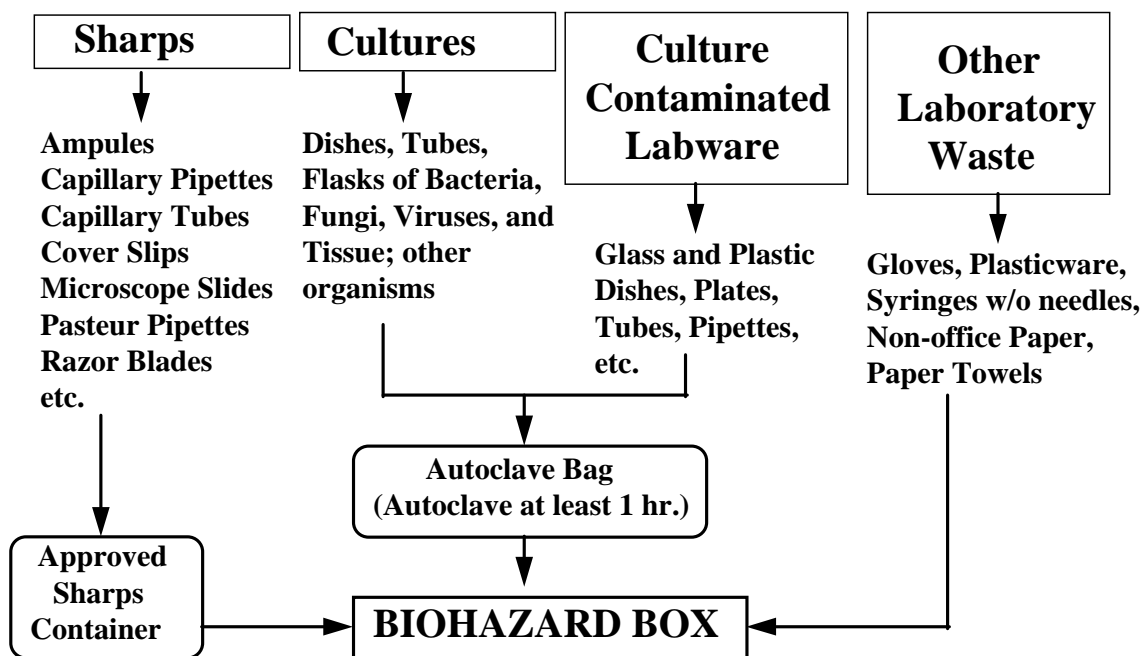 Sharps
Ampules
Capillary Pipettes
Capillary Tubes
Cover Slips
Microscope Slides
Pasteur Pipettes
Razor Blades
etc.
Approved
Sharps
Container
Cultures
Dishes, Tubes,
Flasks of Bacteria,
Fungi, Viruses, and
Tissue; other
organisms
Culture
Contaminated
Labware
Glass and Plastic
Dishes, Plates,
Tubes, Pipettes,
etc.
Autoclave Bag
(Autoclave at least 1 hr.)
Other
Laboratory
Waste
Gloves, Plasticware,
Syringes w/o needles,
Non-office Paper,
Paper Towels
BIOHAZARD BOX